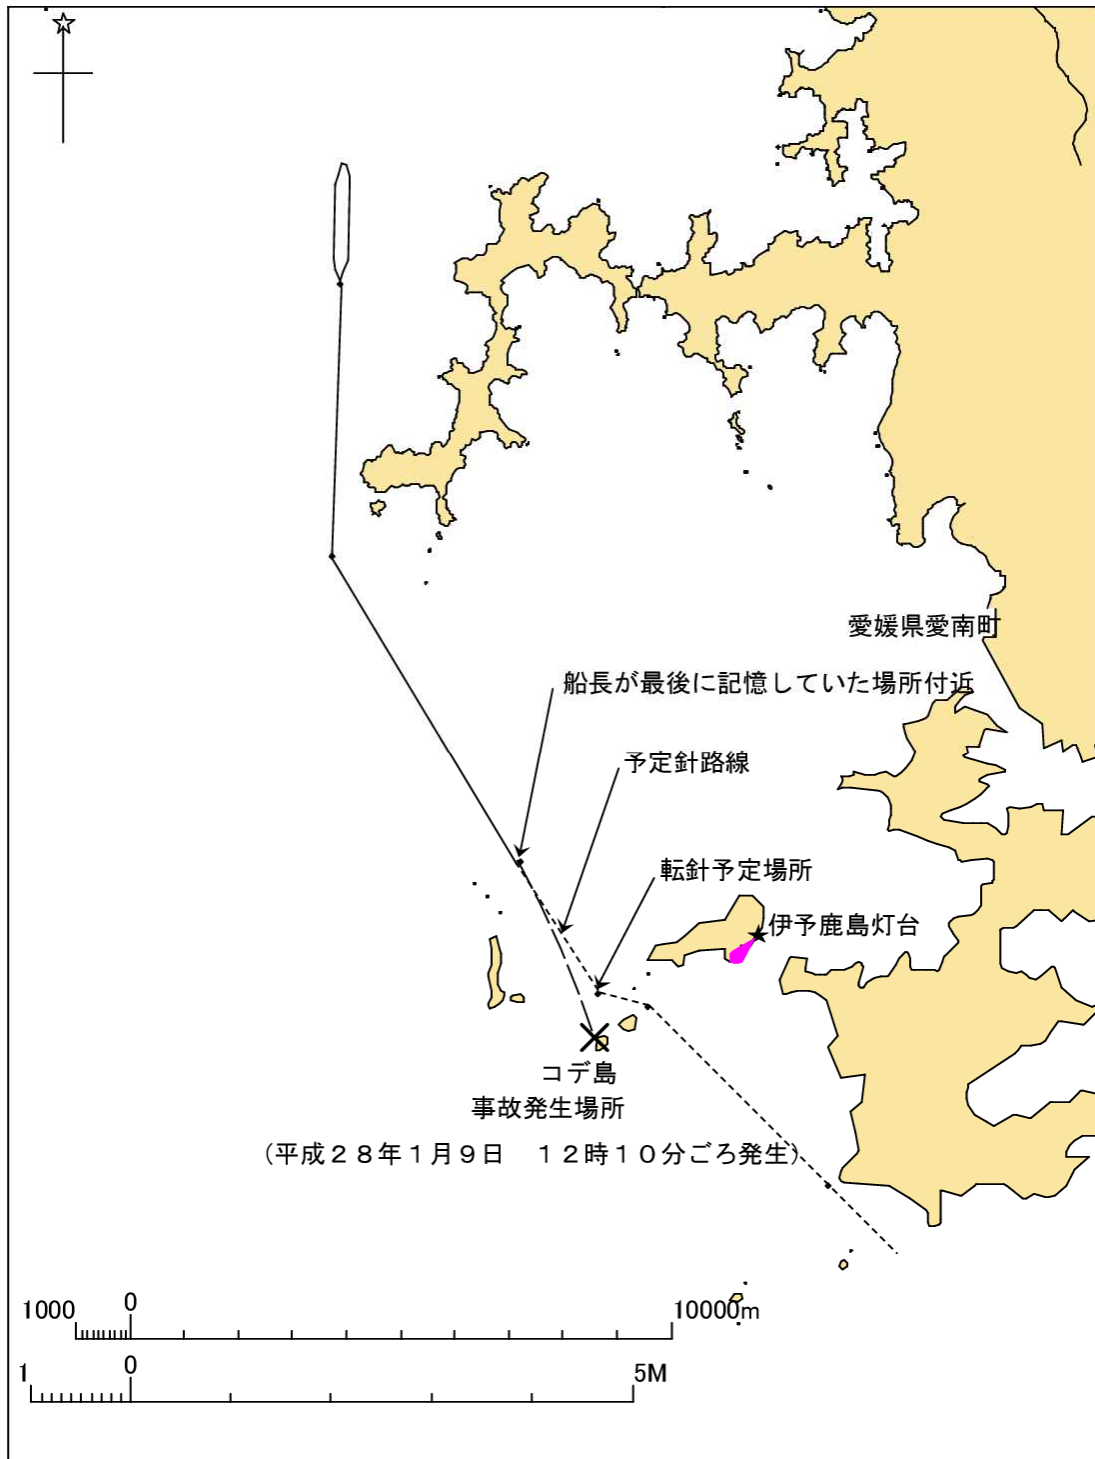 愛媛県愛南町
船長が最後に記憶していた場所付近
予定針路線
転針予定場所
伊予鹿島灯台
コデ島
事故発生場所
（平成２８年１月９日　１２時１０分ごろ発生）
1000 0 10000m
1 0 5M